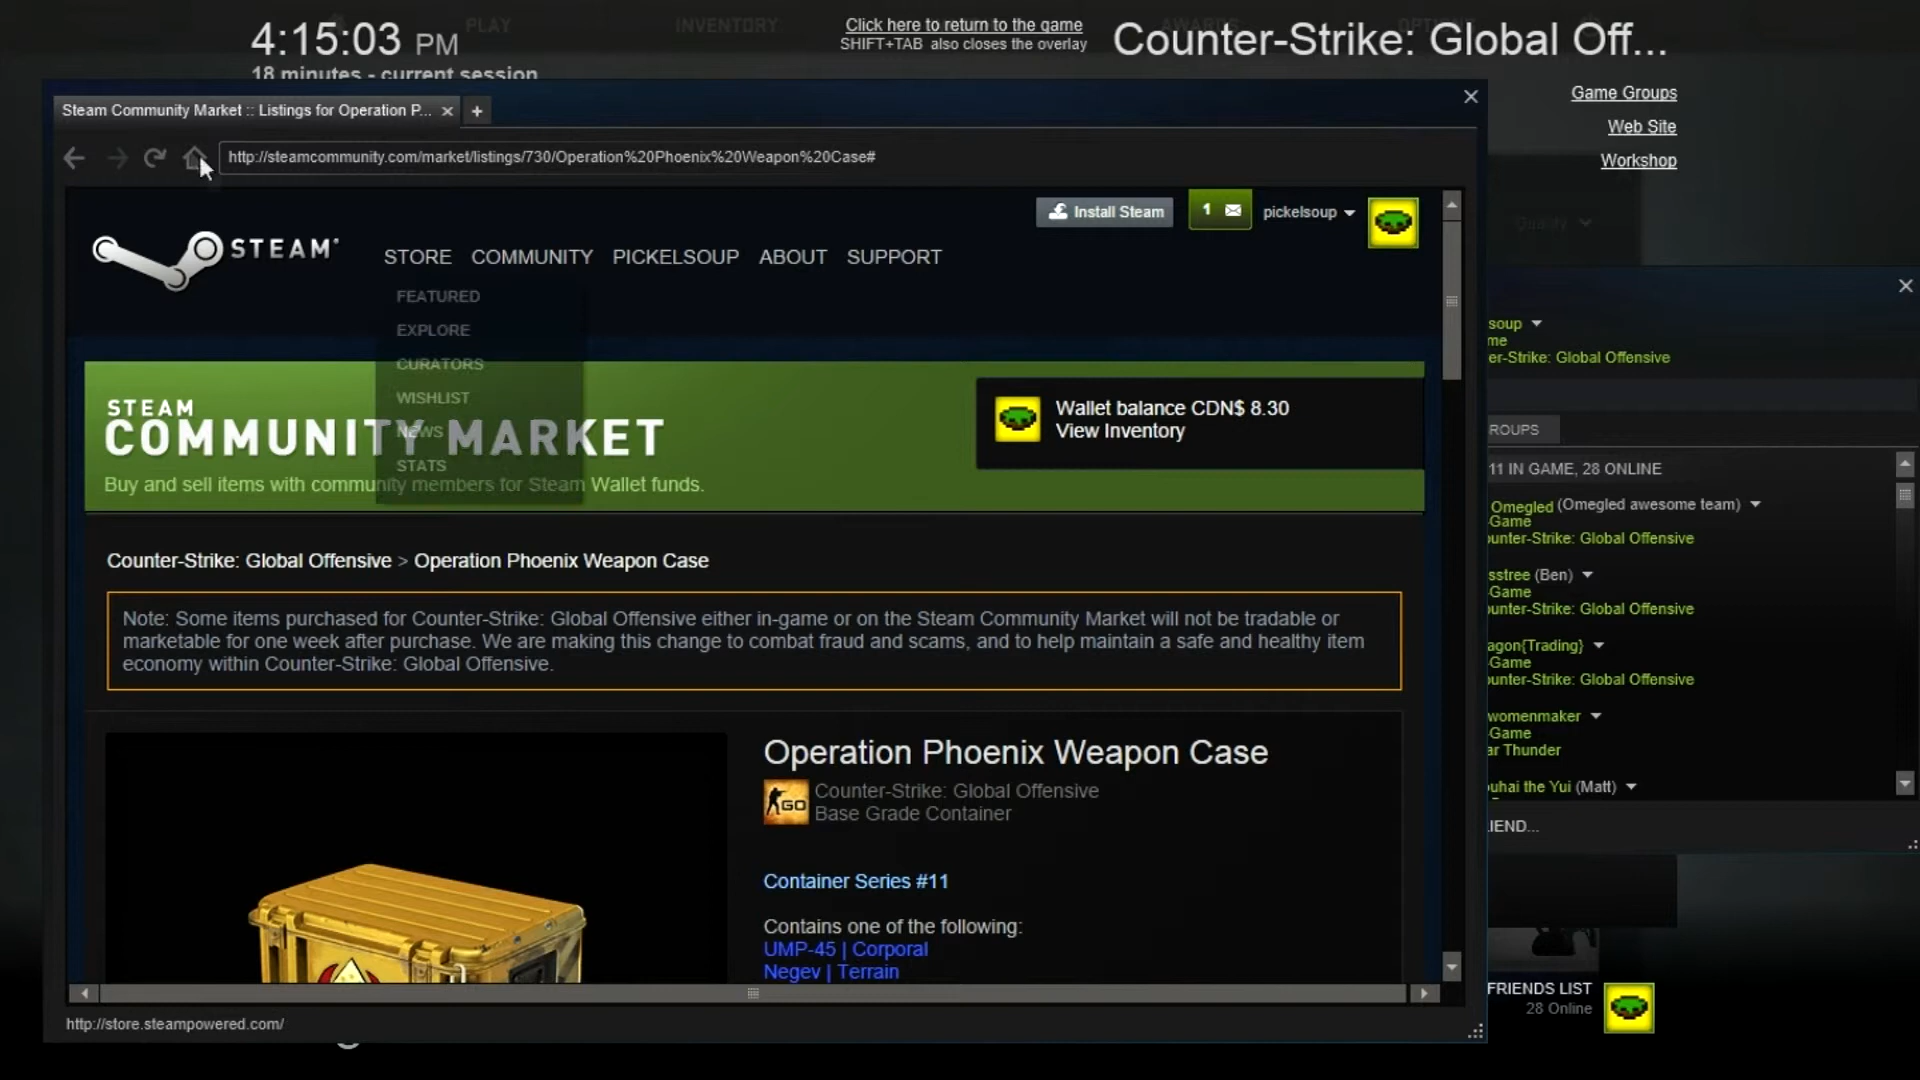 PLAY
INVENTORY
AWARDS
OPTIONS
4:15:03 PM
18 minutes - current session
Click here to return to the game
SHIFT+TAB also closes the overlay
Counter-Strike: Global Off...
Game Groups
Web Site
Workshop
Steam Community Market :: Listings for Operation P...
http://steamcommunity.com/market/listings/730/Operation%20Phoenix%20Weapon%20Case#
Install Steam
1
pickelsoup
STEAM
STORE COMMUNITY PICKELSOUP ABOUT SUPPORT
FEATURED
EXPLORE
CURATORS
WISHLIST
NEWS
STATS
STEAM
COMMUNITY MARKET
Buy and sell items with community members for Steam Wallet funds.
Wallet balance CDN$ 8.30
View Inventory
Counter-Strike: Global Offensive > Operation Phoenix Weapon Case
Note: Some items purchased for Counter-Strike: Global Offensive either in-game or on the Steam Community Market will not be tradable or
marketable for one week after purchase. We are making this change to combat fraud and scams, and to help maintain a safe and healthy item
economy within Counter-Strike: Global Offensive.
Operation Phoenix Weapon Case
GO
Counter-Strike: Global Offensive
Base Grade Container
Container Series #11
Contains one of the following:
UMP-45 | Corporal
Negev | Terrain
http://store.steampowered.com/
Quality
soup
me
er-Strike: Global Offensive
ROUPS
11 IN GAME, 28 ONLINE
Omegled (Omegled awesome team)
-Game
ounter-Strike: Global Offensive
sstree (Ben)
-Game
ounter-Strike: Global Offensive
agon{Trading}
-Game
ounter-Strike: Global Offensive
womenmaker
-Game
ar Thunder
ouhai the Yui (Matt)
IEND...
FRIENDS LIST
28 Online